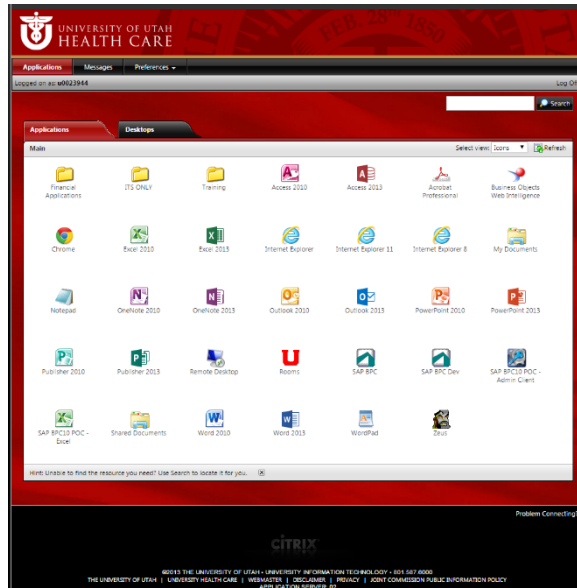 FEB. 28th 1850
UNIVERSITY OF UTAH
HEALTH CARE
Applications Messages Preferences
Logged on as: u0023944 Log Of
Search
Applications Desktops
Main Select view: Icons Refresh
Financial Applications
ITS ONLY
Training
Access 2010
Access 2013
Acrobat Professional
Business Objects Web Intelligence
Chrome
Excel 2010
Excel 2013
Internet Explorer
Internet Explorer 11
Internet Explorer 8
My Documents
Notepad
OneNote 2010
OneNote 2013
Outlook 2010
Outlook 2013
PowerPoint 2010
PowerPoint 2013
Publisher 2010
Publisher 2013
Remote Desktop
Rooms
SAP BPC
SAP BPC Dev
SAP BPC10 POC - Admin Client
SAP BPC10 POC - Excel
Shared Documents
Word 2010
Word 2013
WordPad
Zeus
Hint: Unable to find the resource you need? Use Search to locate it for you.
Problem Connecting?
CITRIX
©2013 THE UNIVERSITY OF UTAH - UNIVERSITY INFORMATION TECHNOLOGY - 801.587.6000
THE UNIVERSITY OF UTAH | UNIVERSITY HEALTH CARE | WEBMASTER | DISCLAIMER | PRIVACY | JOINT COMMISSION PUBLIC INFORMATION POLICY
APPLICATION SERVER: 02